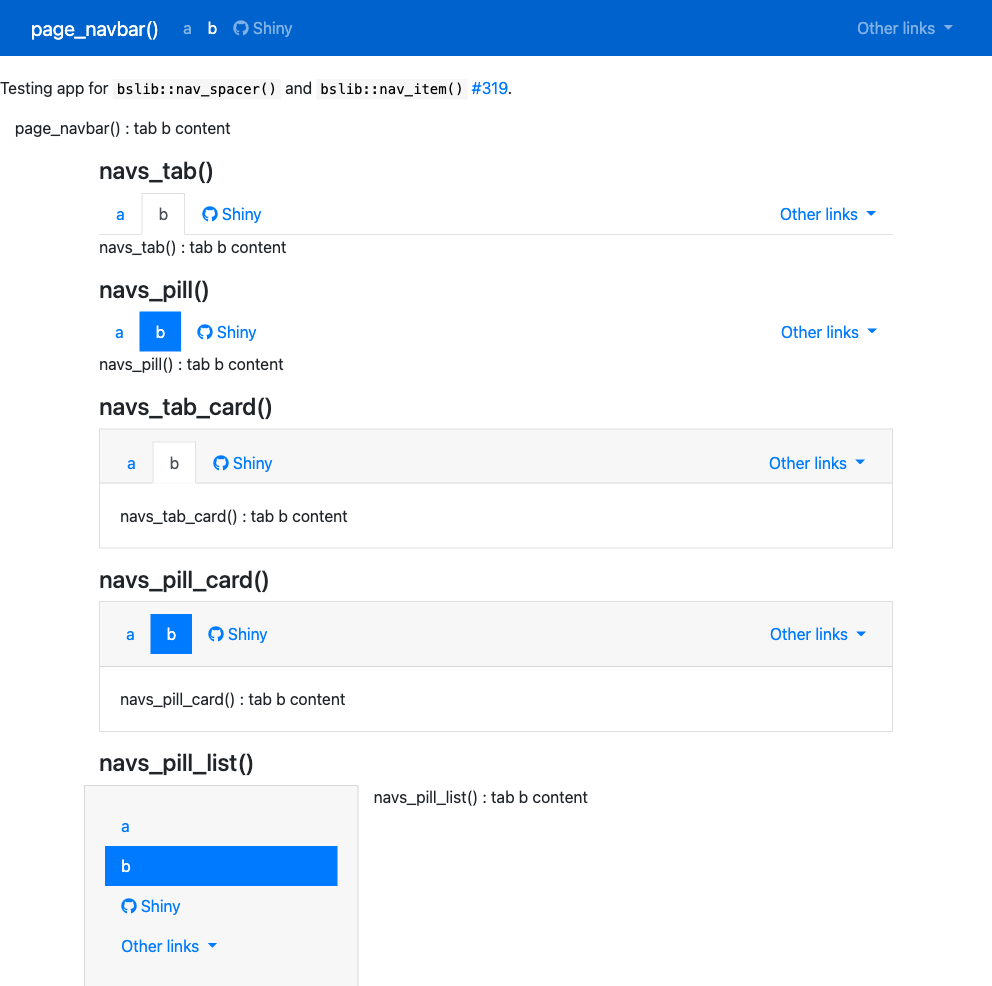 page_navbar() a b Shiny Other links
Testing app for bslib::nav_spacer() and bslib::nav_item() #319.
page_navbar() : tab b content
navs_tab()
a b Shiny Other links
navs_tab() : tab b content
navs_pill()
a b Shiny Other links
navs_pill() : tab b content
navs_tab_card()
a b Shiny Other links
navs_tab_card() : tab b content
navs_pill_card()
a b Shiny Other links
navs_pill_card() : tab b content
navs_pill_list()
navs_pill_list() : tab b content
a
b
Shiny
Other links